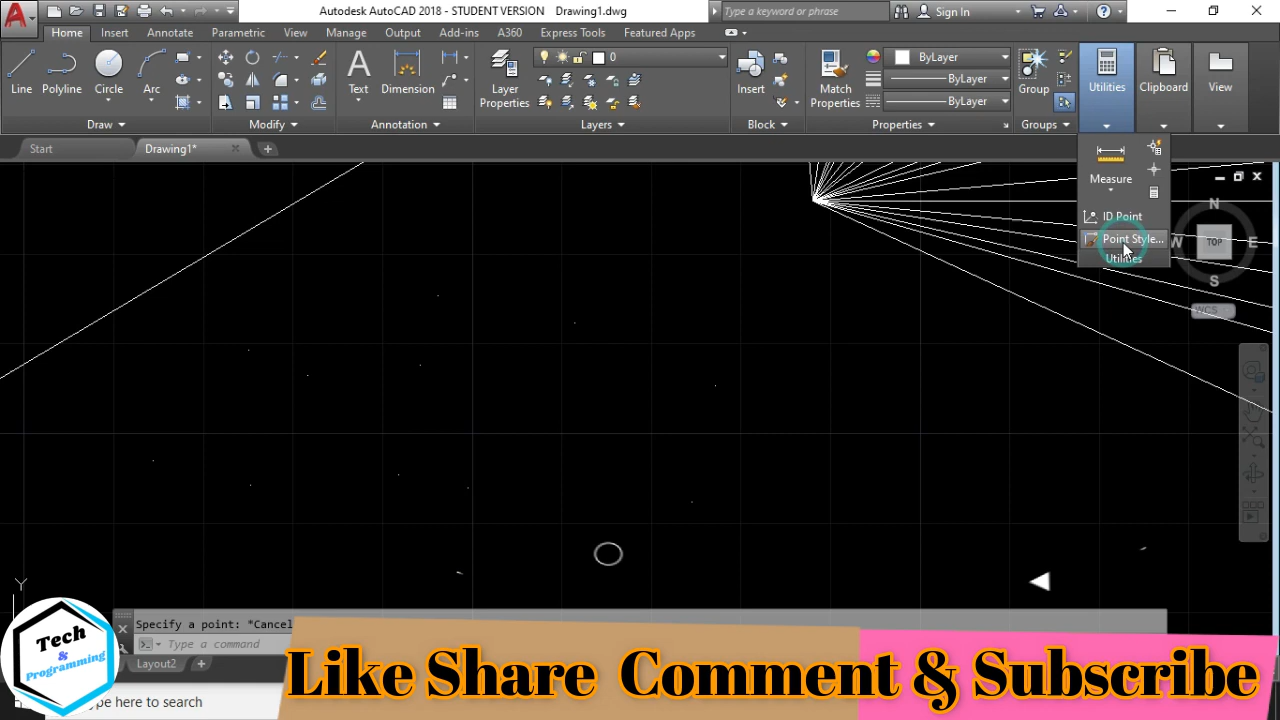 Autodesk AutoCAD 2018 - STUDENT VERSION Drawing1.dwg
Type a keyword or phrase
Sign In
Home Insert Annotate Parametric View Manage Output Add-ins A360 Express Tools Featured Apps
Line Polyline Circle Arc
Text Dimension
Layer Properties
0
Insert
Match Properties
ByLayer
ByLayer
ByLayer
Group
Utilities
Clipboard
View
Draw Modify Annotation Layers Block Properties Groups
Start Drawing1*
Measure
ID Point
Point Style...
Utilities
N
W TOP E
S
WCS
Y
Specify a point: *Cancel
Type a command
Layout2
Tech
&
Programming
Like Share Comment & Subscribe
ype here to search